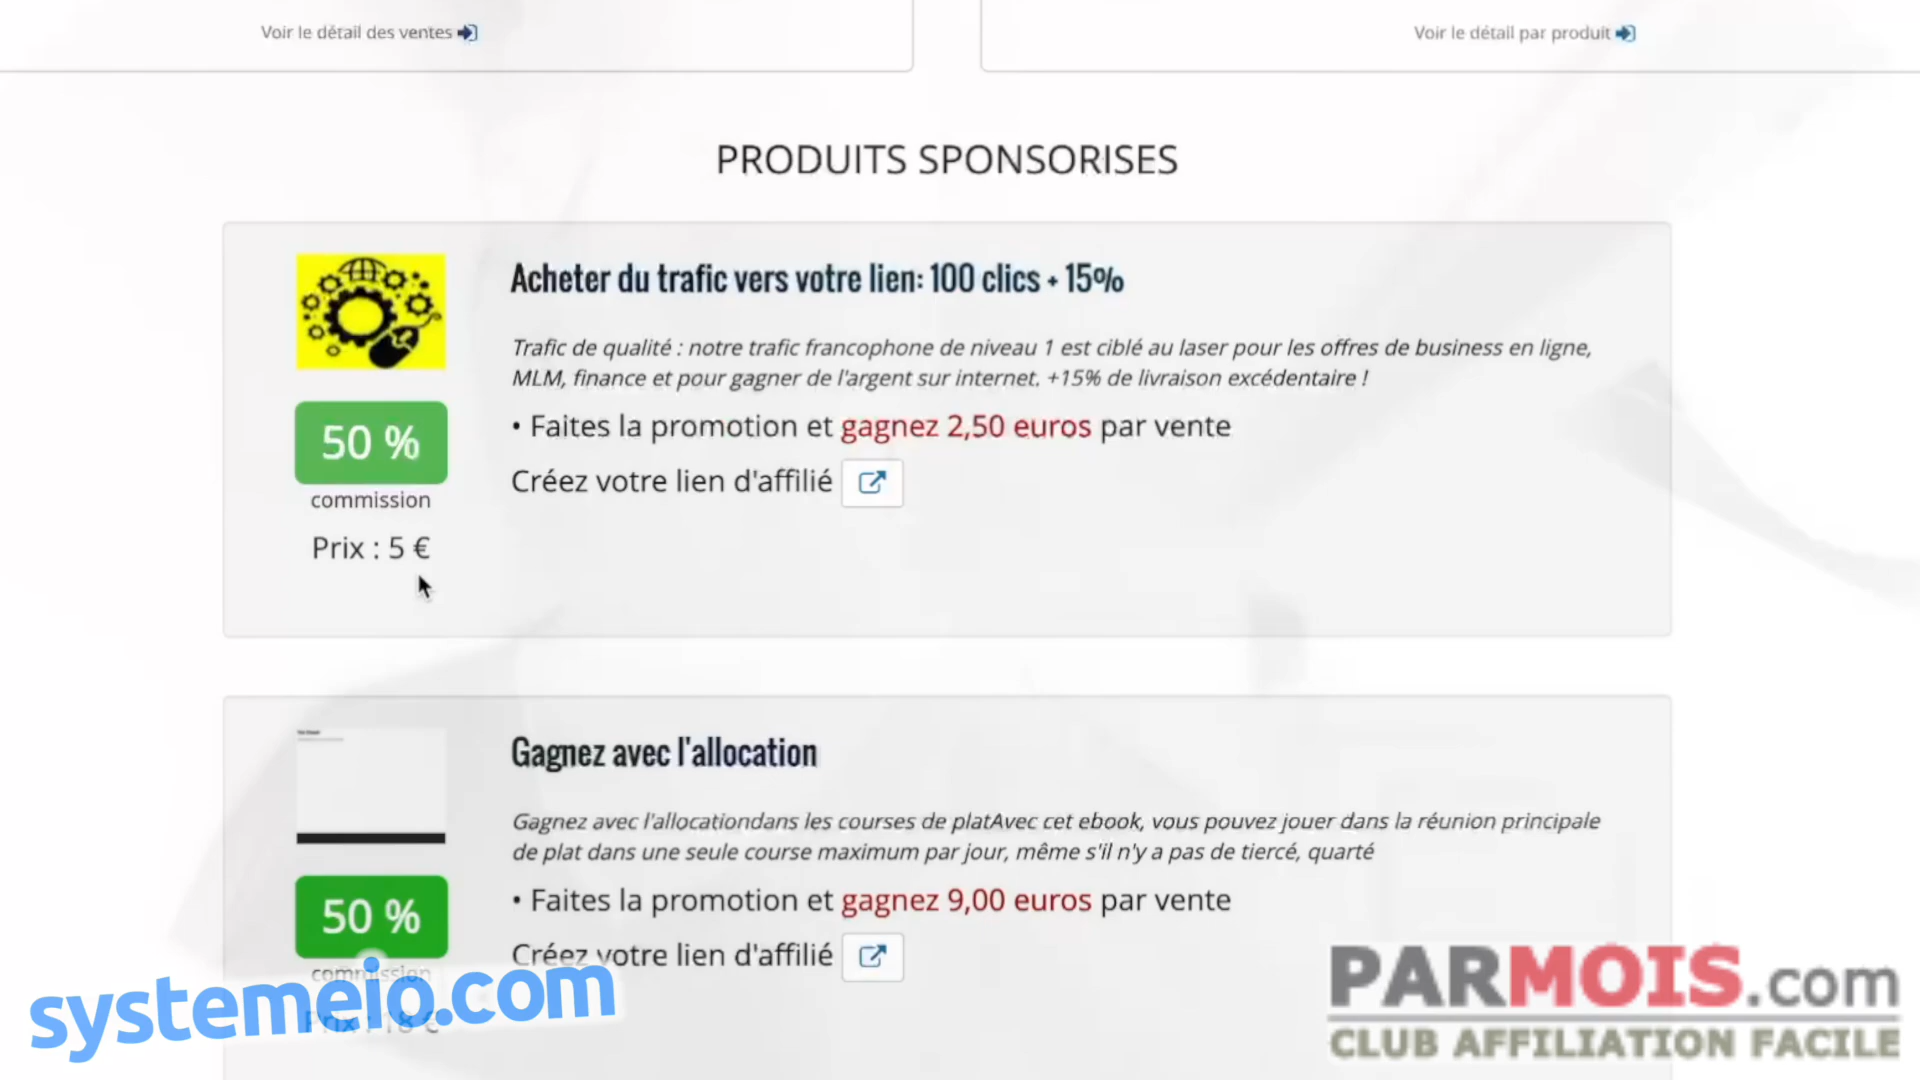 Voir le détail des ventes
Voir le détail par produit
PRODUITS SPONSORISES
Acheter du trafic vers votre lien: 100 clics + 15%
Trafic de qualité : notre trafic francophone de niveau 1 est ciblé au laser pour les offres de business en ligne,
MLM, finance et pour gagner de l'argent sur internet. +15% de livraison excédentaire !
50 %
• Faites la promotion et gagnez 2,50 euros par vente
Créez votre lien d'affilié
commission
Prix : 5 €
Gagnez avec l'allocation
Gagnez avec l'allocationdans les courses de platAvec cet ebook, vous pouvez jouer dans la réunion principale
de plat dans une seule course maximum par jour, même s'il n'y a pas de tiercé, quarté
50 %
• Faites la promotion et gagnez 9,00 euros par vente
Créez votre lien d'affilié
commission
Prix : 18 €
systemeio.com
PARMOIS.com
CLUB AFFILIATION FACILE